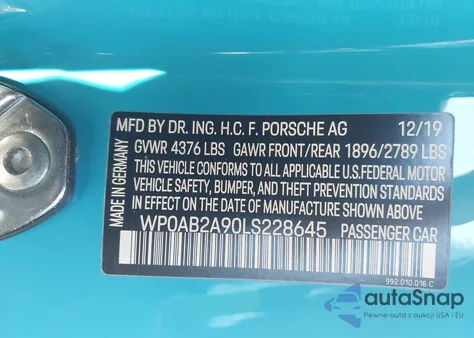 MFD BY DR. ING. H.C. F. PORSCHE AG 12/19
GVWR 4376 LBS GAWR FRONT/REAR 1896/2789 LBS
THIS VEHICLE CONFORMS TO ALL APPLICABLE U.S.FEDERAL MOTOR
VEHICLE SAFETY, BUMPER, AND THEFT PREVENTION STANDARDS
IN EFFECT ON THE DATE OF MANUFACTURE SHOWN ABOVE
WP0AB2A90LS228645 PASSENGER CAR
MADE IN GERMANY
992.010.016 C
autoSnap
Pewne auta z aukcji USA i EU